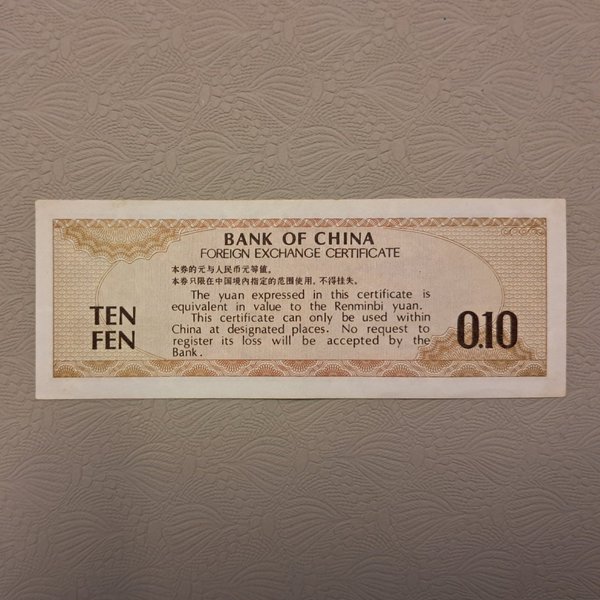 BANK OF CHINA
FOREIGN EXCHANGE CERTIFICATE
本券的元与人民币元等值。
本券只限在中国境内指定的范围使用，不得挂失。
The yuan expressed in this certificate is
equivalent in value to the Renminbi yuan.
This certificate can only be used within
China at designated places. No request to
register its loss will be accepted by the
Bank.
TEN
FEN
0.10